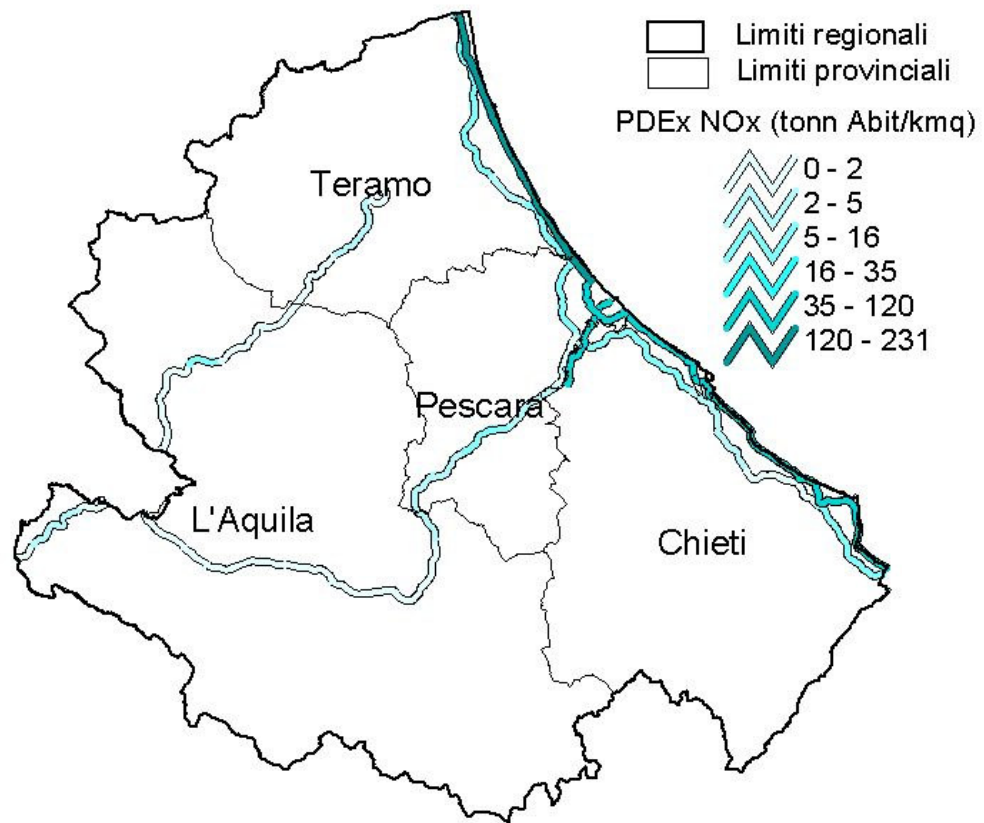 Limiti regionali
Limiti provinciali
PDEx NOx (tonn Abit/kmq)
0 - 2
2 - 5
5 - 16
16 - 35
35 - 120
120 - 231
Teramo
Pescara
L'Aquila
Chieti